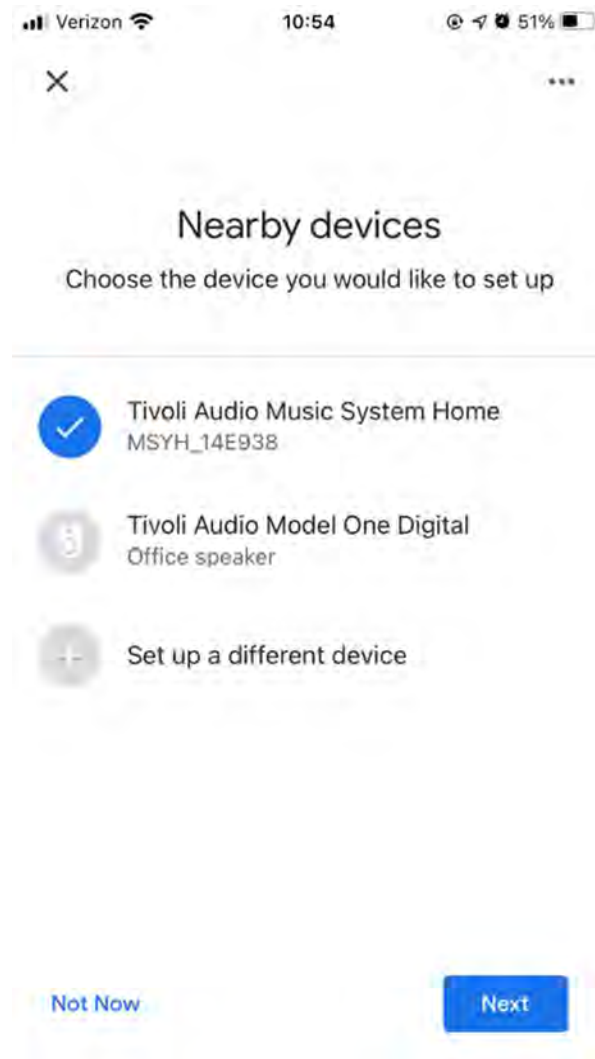 Verizon 10:54 51%
Nearby devices
Choose the device you would like to set up
Tivoli Audio Music System Home
MSYH_14E938
Tivoli Audio Model One Digital
Office speaker
Set up a different device
Not Now Next